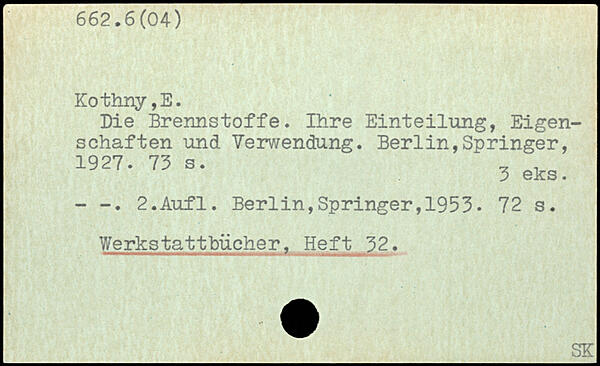 662.6(04)
Kothny,E.
Die Brennstoffe. Ihre Einteilung, Eigen-
schaften und Verwendung. Berlin,Springer,
1927. 73 s.
3 eks.
- -. 2.Aufl. Berlin,Springer,1953. 72 s.
Werkstattbücher, Heft 32.
SK